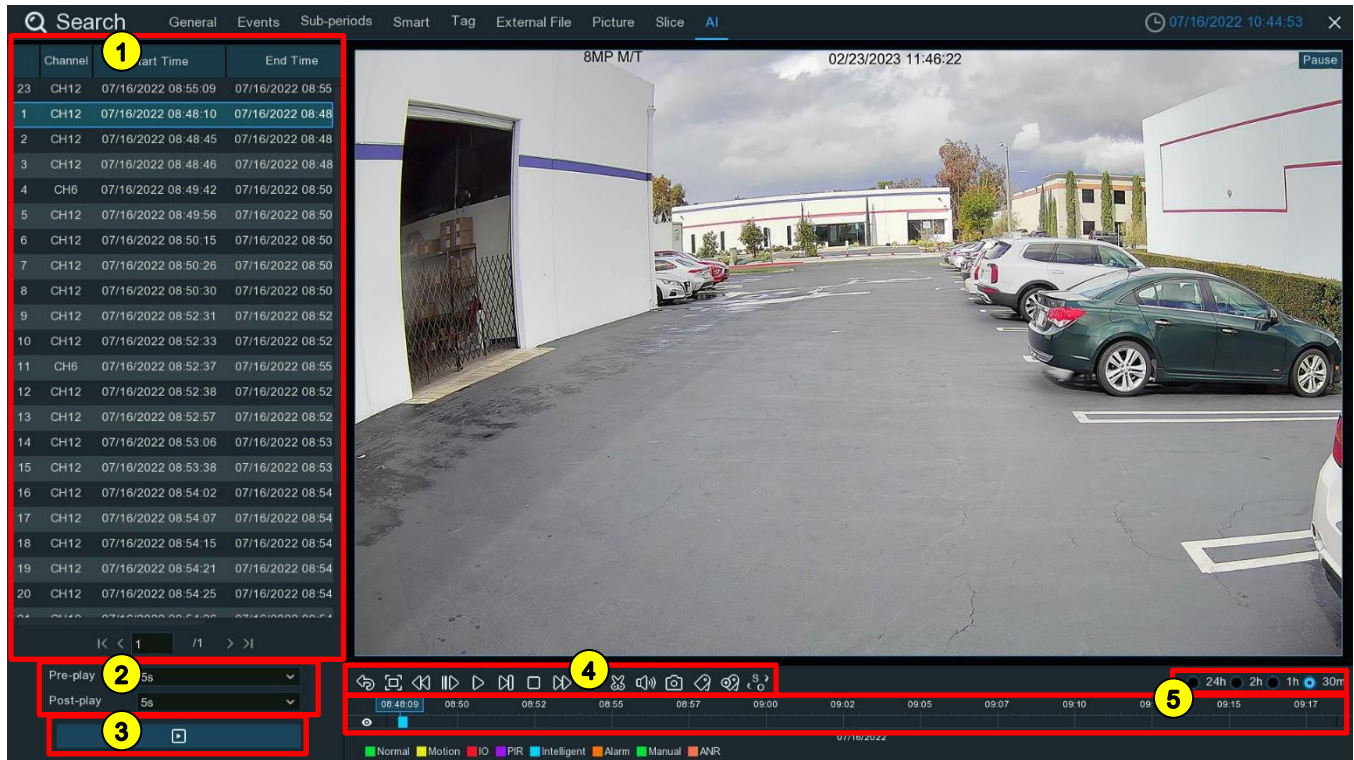 Search General Events Sub-periods Smart Tag External File Picture Slice AI 07/16/2022 10:44:53 X
Channel 1 art Time End Time
8MP M/T 02/23/2023 11:46:22 Pause
23 CH12 07/16/2022 08:55:09 07/16/2022 08:55
1 CH12 07/16/2022 08:48:10 07/16/2022 08:48
2 CH12 07/16/2022 08:48:45 07/16/2022 08:48
3 CH12 07/16/2022 08:48:46 07/16/2022 08:48
4 CH6 07/16/2022 08:49:42 07/16/2022 08:50
5 CH12 07/16/2022 08:49:56 07/16/2022 08:50
6 CH12 07/16/2022 08:50:15 07/16/2022 08:50
7 CH12 07/16/2022 08:50:26 07/16/2022 08:50
8 CH12 07/16/2022 08:50:30 07/16/2022 08:50
9 CH12 07/16/2022 08:52:31 07/16/2022 08:52
10 CH12 07/16/2022 08:52:33 07/16/2022 08:52
11 CH6 07/16/2022 08:52:37 07/16/2022 08:55
12 CH12 07/16/2022 08:52:38 07/16/2022 08:52
13 CH12 07/16/2022 08:52:57 07/16/2022 08:52
14 CH12 07/16/2022 08:53:06 07/16/2022 08:53
15 CH12 07/16/2022 08:53:38 07/16/2022 08:53
16 CH12 07/16/2022 08:54:02 07/16/2022 08:54
17 CH12 07/16/2022 08:54:07 07/16/2022 08:54
18 CH12 07/16/2022 08:54:15 07/16/2022 08:54
19 CH12 07/16/2022 08:54:21 07/16/2022 08:54
20 CH12 07/16/2022 08:54:25 07/16/2022 08:54
1 /1
Pre-play 2 5s
Post-play 5s
3
4
24h 2h 1h 30m
5
08:48:09 08:50 08:52 08:55 08:57 09:00 09:02 09:05 09:07 09:10 09:15 09:17
07/16/2022
Normal Motion IO PIR Intelligent Alarm Manual ANR